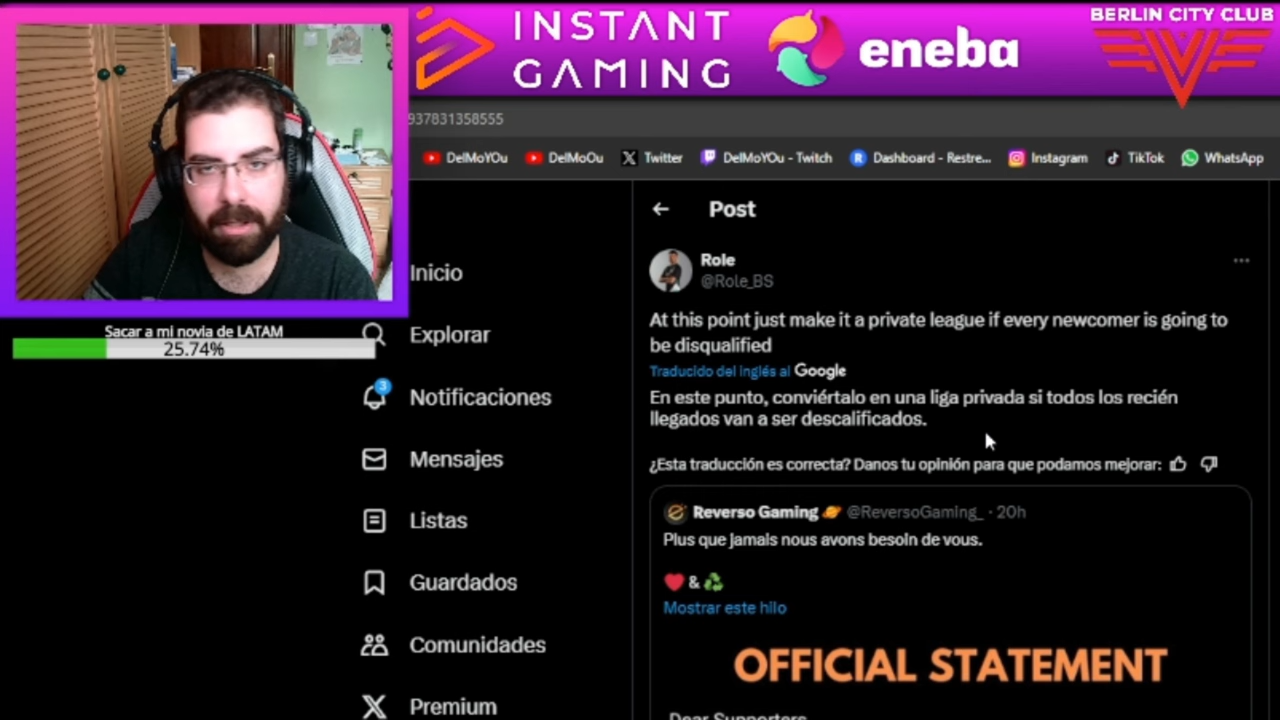 INSTANT
GAMING
eneba
BERLIN CITY CLUB
937831358555
DelMoYOu
DelMoOu
Twitter
DelMoYOu - Twitch
Dashboard - Restre...
Instagram
TikTok
WhatsApp
Sacar a mi novia de LATAM
25.74%
Inicio
Explorar
3
Notificaciones
Mensajes
Listas
Guardados
Comunidades
Premium
Post
Role
@Role_BS
At this point just make it a private league if every newcomer is going to
be disqualified
Traducido del inglés al Google
En este punto, conviértalo en una liga privada si todos los recién
llegados van a ser descalificados.
¿Esta traducción es correcta? Danos tu opinión para que podamos mejorar:
Reverso Gaming 🪐 @ReversoGaming_ · 20h
Plus que jamais nous avons besoin de vous.
❤️ & ♻️
Mostrar este hilo
OFFICIAL STATEMENT
Dear Supporters